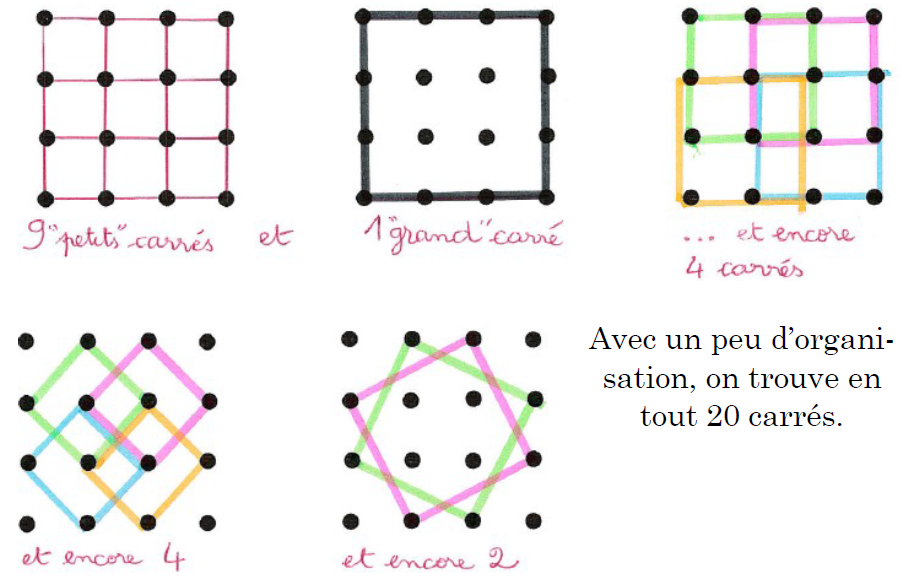 9 "petits" carrés et
1 "grand" carré
... et encore
4 carrés
et encore 4
et encore 2
Avec un peu d'organi-
sation, on trouve en
tout 20 carrés.